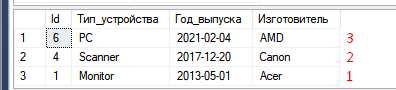 Id Тип_устройства Год_выпуска Изготовитель
1 6 PC 2021-02-04 AMD 3
2 4 Scanner 2017-12-20 Canon 2
3 1 Monitor 2013-05-01 Acer 1